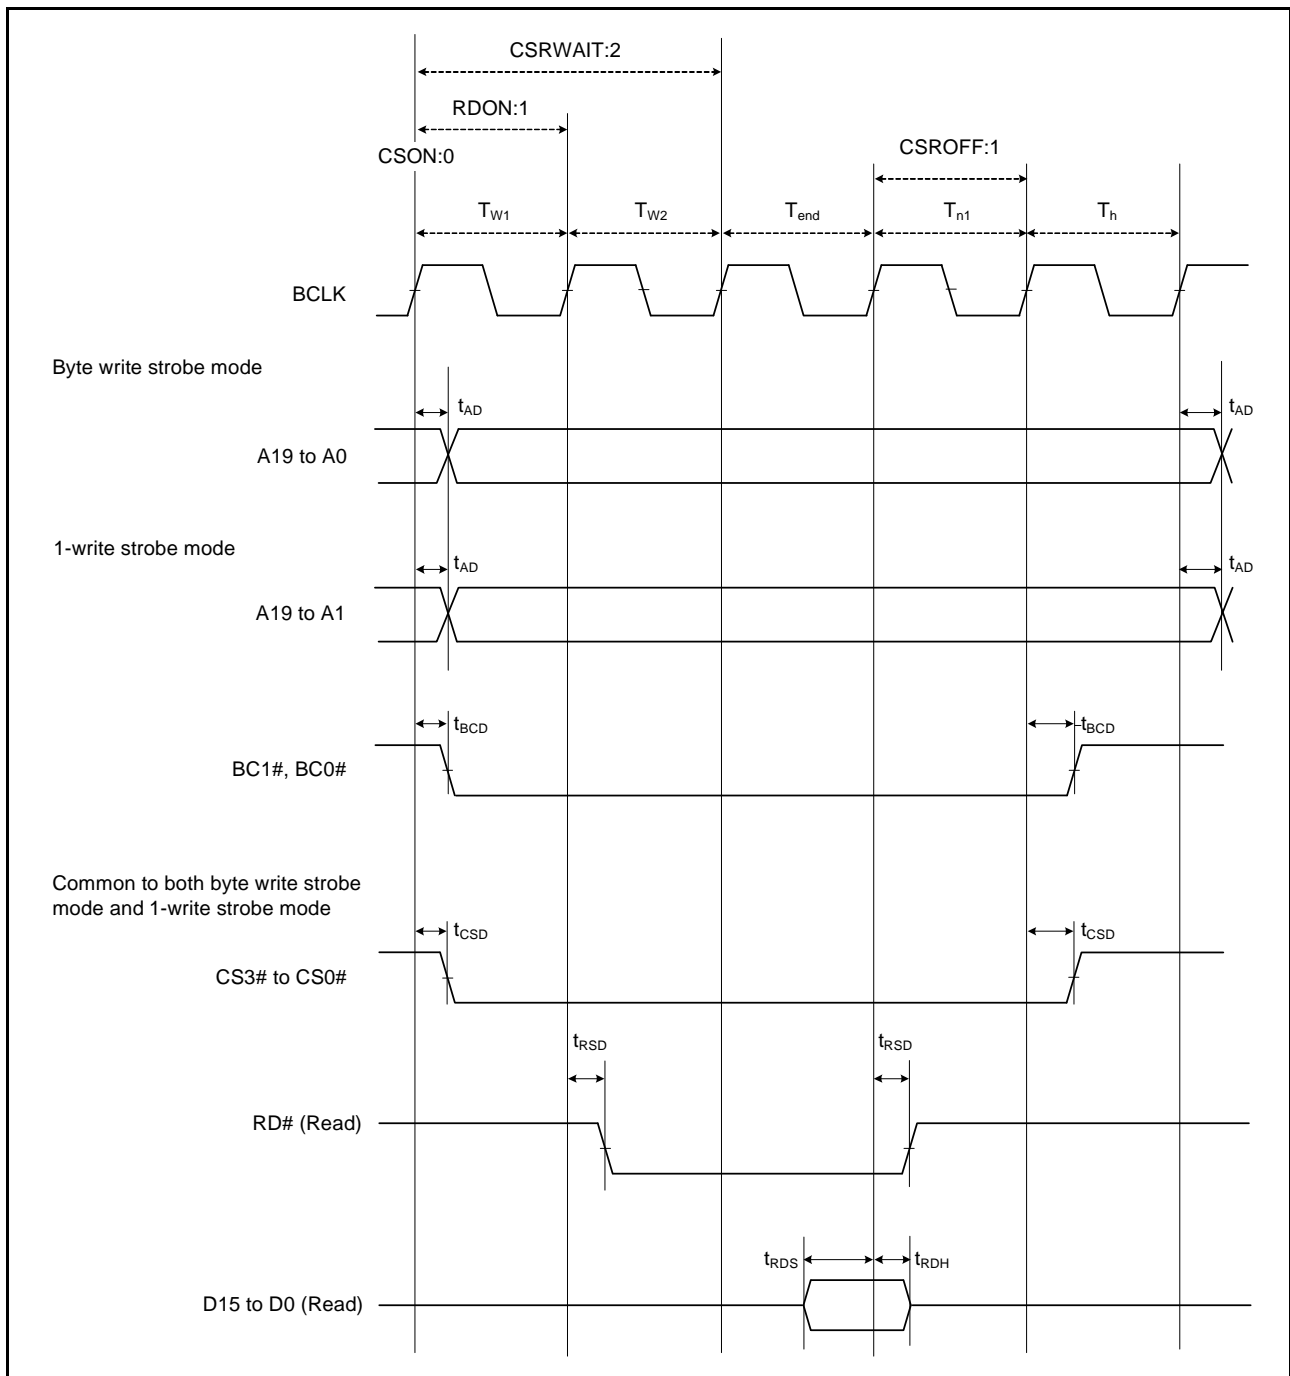 CSRWAIT:2
RDON:1
CSON:0
CSROFF:1
TW1
TW2
Tend
Tn1
Th
BCLK
Byte write strobe mode
tAD
tAD
A19 to A0
1-write strobe mode
tAD
tAD
A19 to A1
tBCD
tBCD
BC1#, BC0#
Common to both byte write strobe
mode and 1-write strobe mode
tCSD
tCSD
CS3# to CS0#
tRSD
tRSD
RD# (Read)
tRDS
tRDH
D15 to D0 (Read)